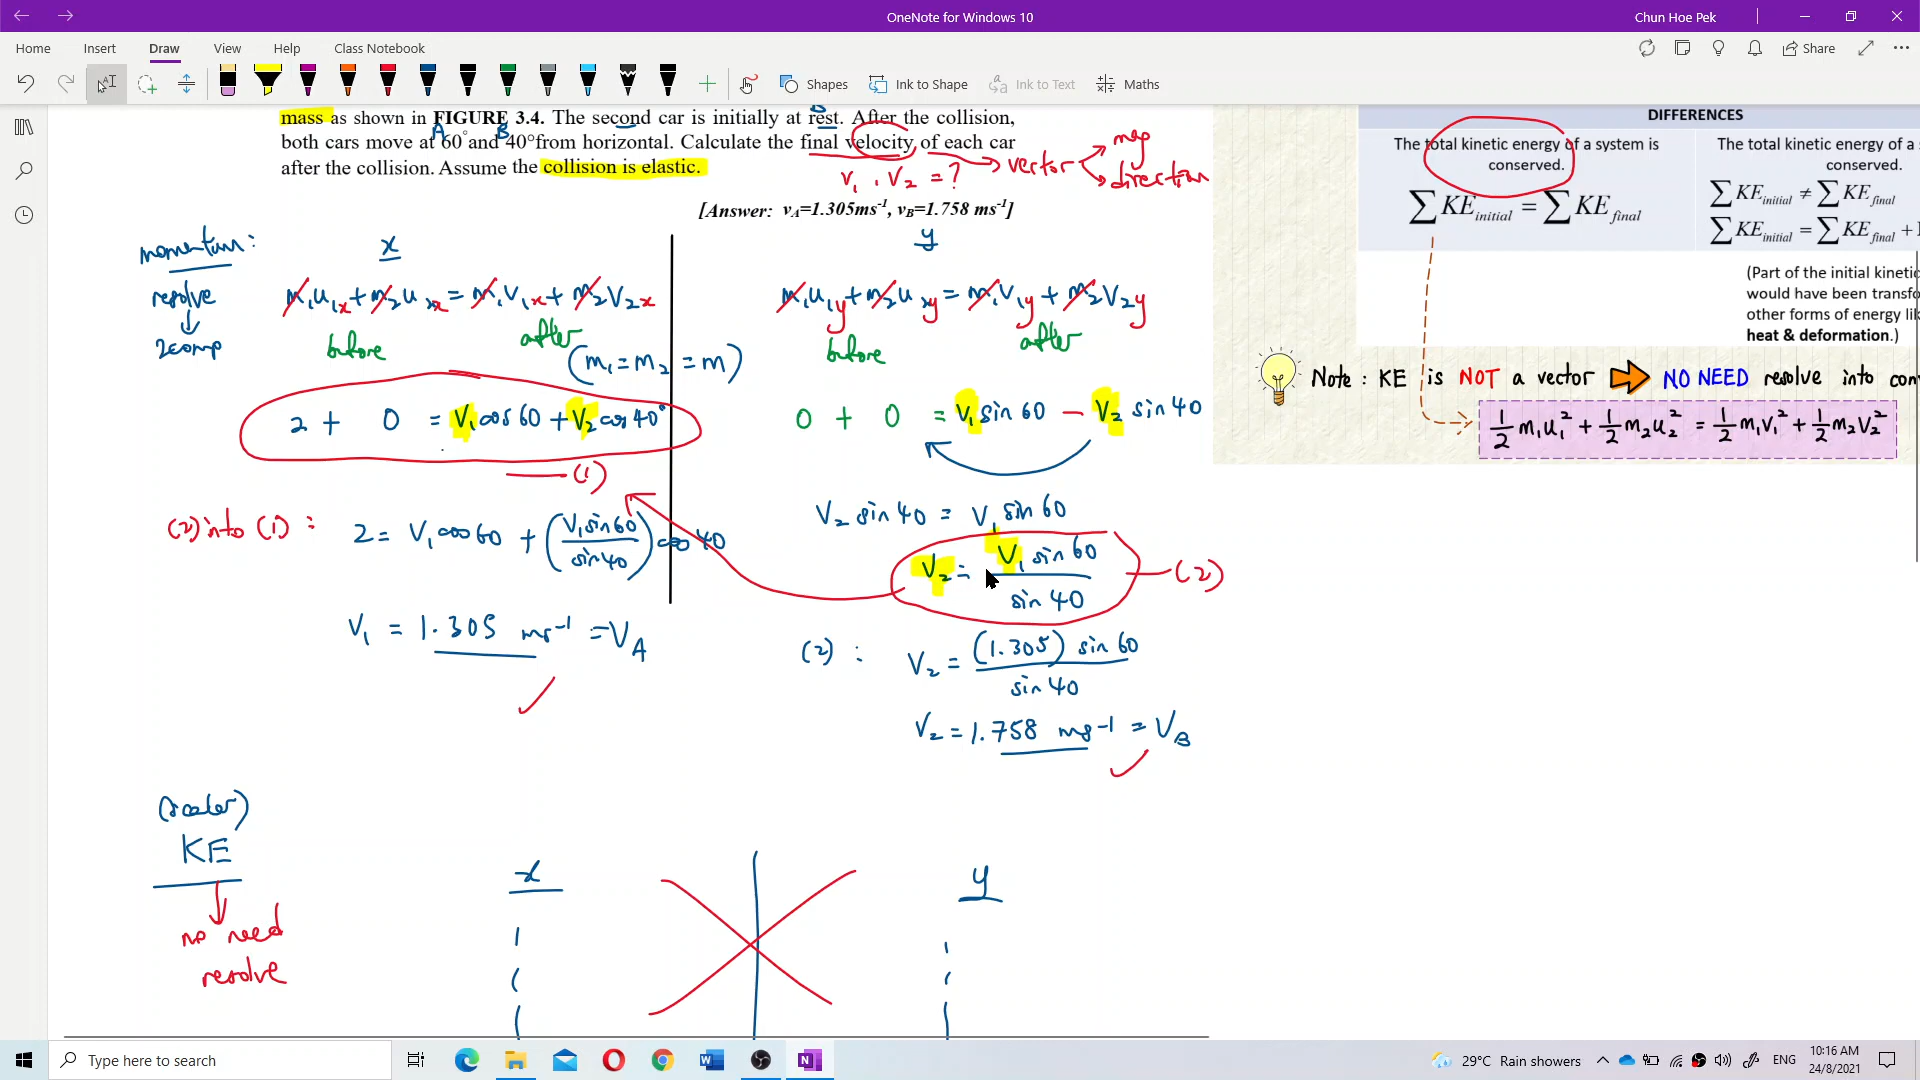 OneNote for Windows 10
Chun Hoe Pek
Home Insert Draw View Help Class Notebook
Share
Shapes Ink to Shape Ink to Text Maths
mass as shown in FIGURE 3.4. The second car is initially at rest. After the collision,
B
A B
both cars move at 60° and 40°from horizontal. Calculate the final velocity of each car
after the collision. Assume the collision is elastic.
v₁ , v₂ = ?
vector
mag
direction
[Answer: vA=1.305ms-1, vB=1.758 ms-1]
momentum:
resolve
2comp
x
m₁u₁x + m₂u₂x = m₁v₁x + m₂v₂x
before after
(m₁ = m₂ = m)
2 + 0 = v₁ cos 60 + v₂ cos 40°
(1)
y
m₁u₁y + m₂u₂y = m₁v₁y + m₂v₂y
before after
0 + 0 = v₁ sin 60 − v₂ sin 40
v₂ sin 40 = v₁ sin 60
v₂ = v₁ sin 60 / sin 40 (2)
(2) into (1) : 2 = v₁ cos 60 + (v₁ sin 60 / sin 40) cos 40
v₁ = 1.305 ms⁻¹ = VA
(2) : v₂ = (1.305) sin 60 / sin 40
v₂ = 1.758 ms⁻¹ = VB
(scalar)
KE
no need
resolve
x
y
DIFFERENCES
The total kinetic energy of a system is
conserved.
∑KEinitial = ∑KEfinal
The total kinetic energy of a
conserved.
∑KEinitial ≠ ∑KEfinal
∑KEinitial = ∑KEfinal +
(Part of the initial kinetic
would have been transfo
other forms of energy li
heat & deformation.)
Note : KE is NOT a vector NO NEED resolve into
½ m₁u₁² + ½ m₂u₂² = ½ m₁v₁² + ½ m₂v₂²
Type here to search
29°C Rain showers
ENG
10:16 AM
24/8/2021